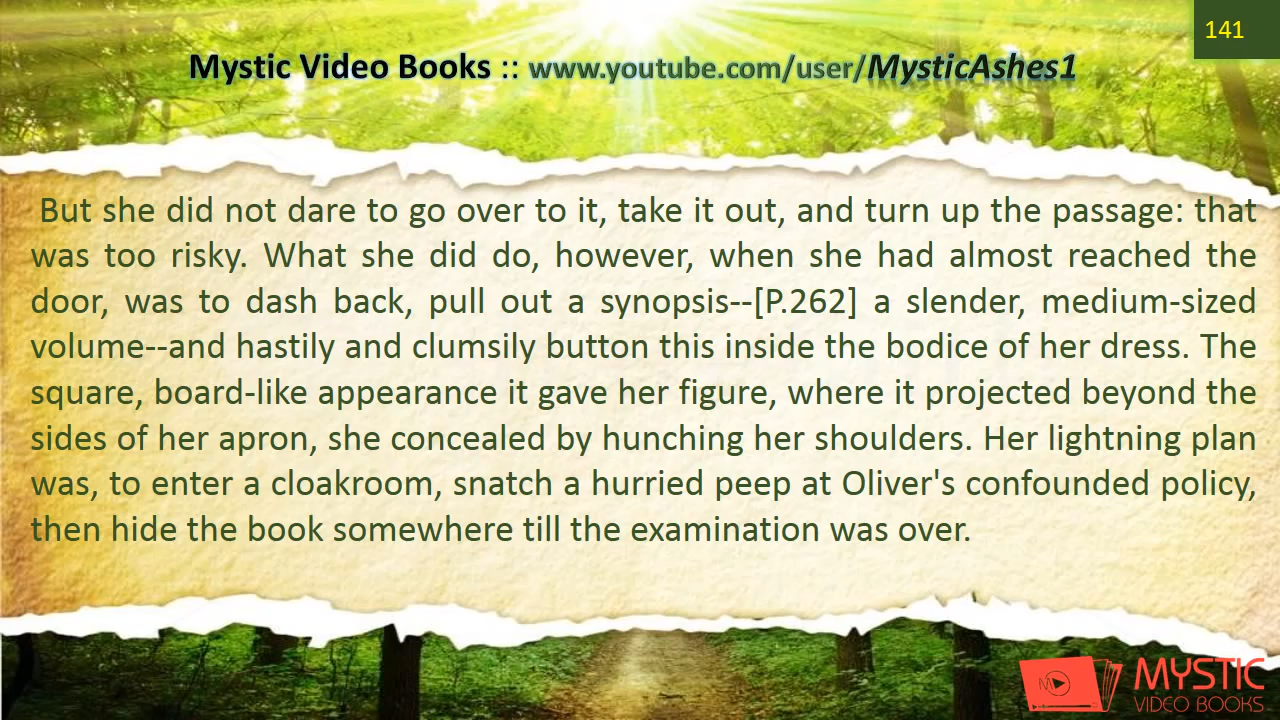 141
Mystic Video Books :: www.youtube.com/user/MysticAshes1
But she did not dare to go over to it, take it out, and turn up the passage: that
was too risky. What she did do, however, when she had almost reached the
door, was to dash back, pull out a synopsis--[P.262] a slender, medium-sized
volume--and hastily and clumsily button this inside the bodice of her dress. The
square, board-like appearance it gave her figure, where it projected beyond the
sides of her apron, she concealed by hunching her shoulders. Her lightning plan
was, to enter a cloakroom, snatch a hurried peep at Oliver's confounded policy,
then hide the book somewhere till the examination was over.
MYSTIC
VIDEO BOOKS